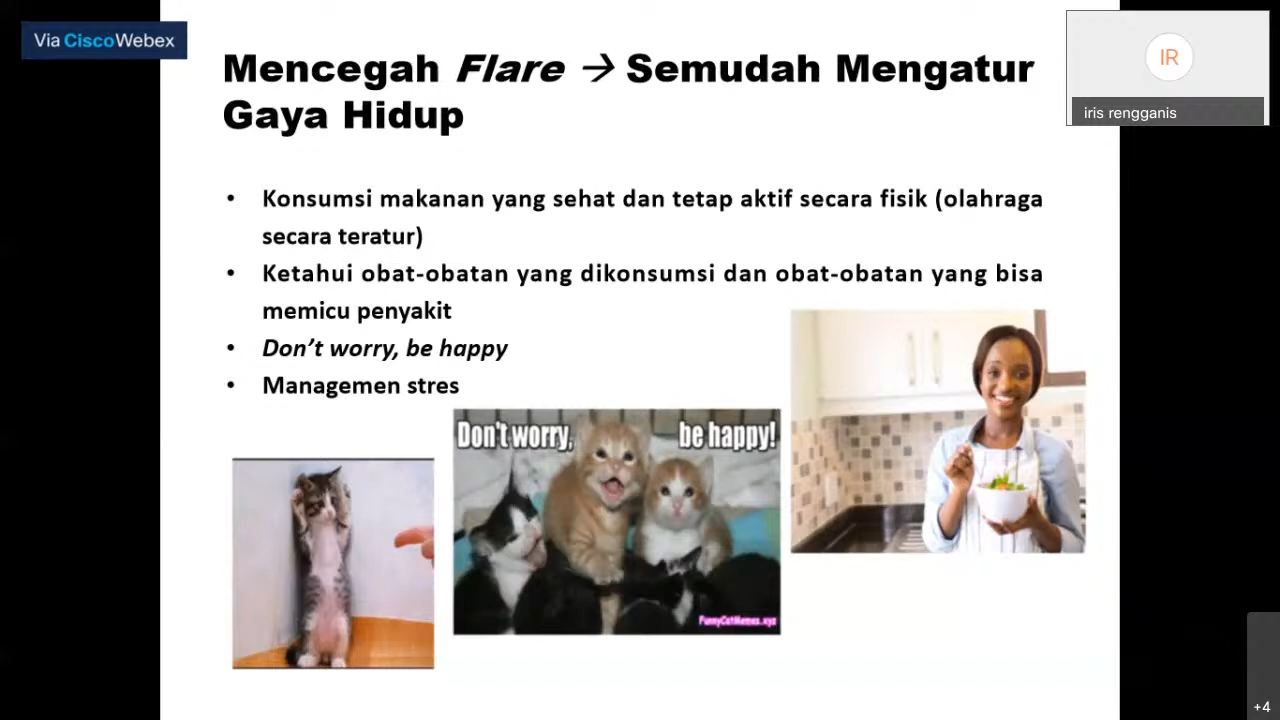 Via CiscoWebex
Mencegah Flare → Semudah Mengatur
Gaya Hidup
IR
iris rengganis
• Konsumsi makanan yang sehat dan tetap aktif secara fisik (olahraga
secara teratur)
• Ketahui obat-obatan yang dikonsumsi dan obat-obatan yang bisa
memicu penyakit
• Don't worry, be happy
• Managemen stres
Don't worry, be happy!
FunnyCatMemes.xyz
+4